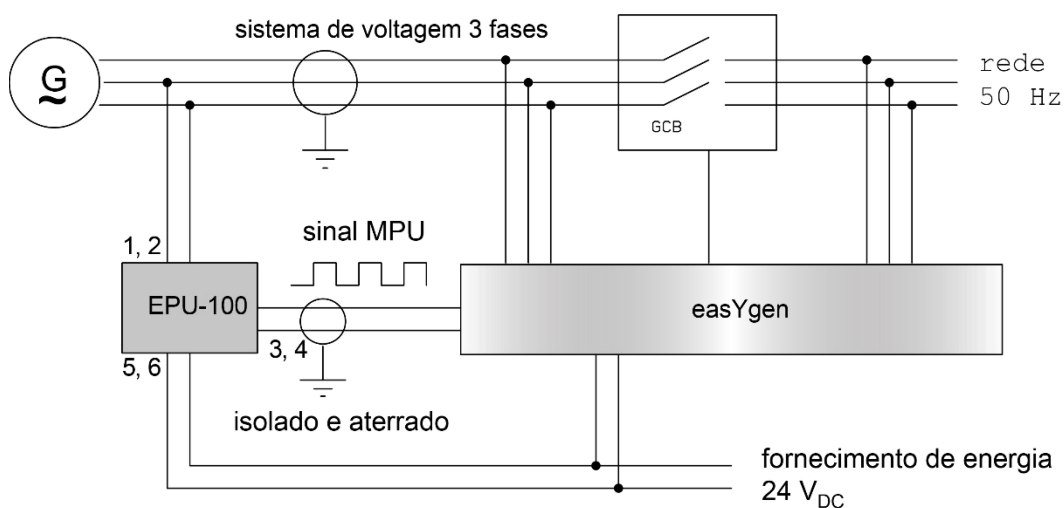 sistema de voltagem 3 fases
G
~
rede
50 Hz
GCB
1, 2
sinal MPU
EPU-100
easYgen
3, 4
5, 6
isolado e aterrado
fornecimento de energia
24 VDC